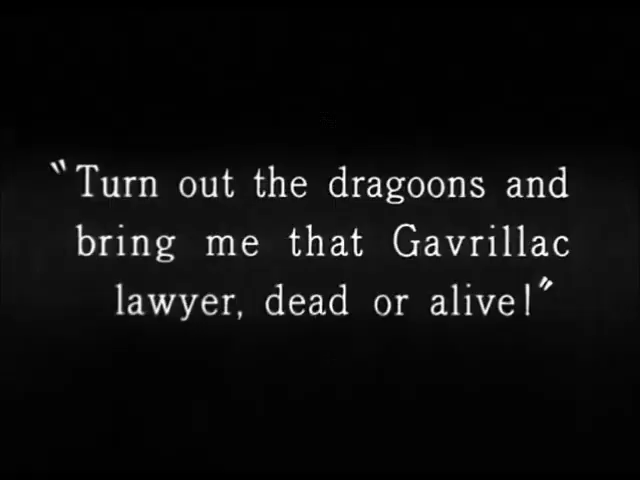 "Turn out the dragoons and
bring me that Gavrillac
lawyer, dead or alive!"